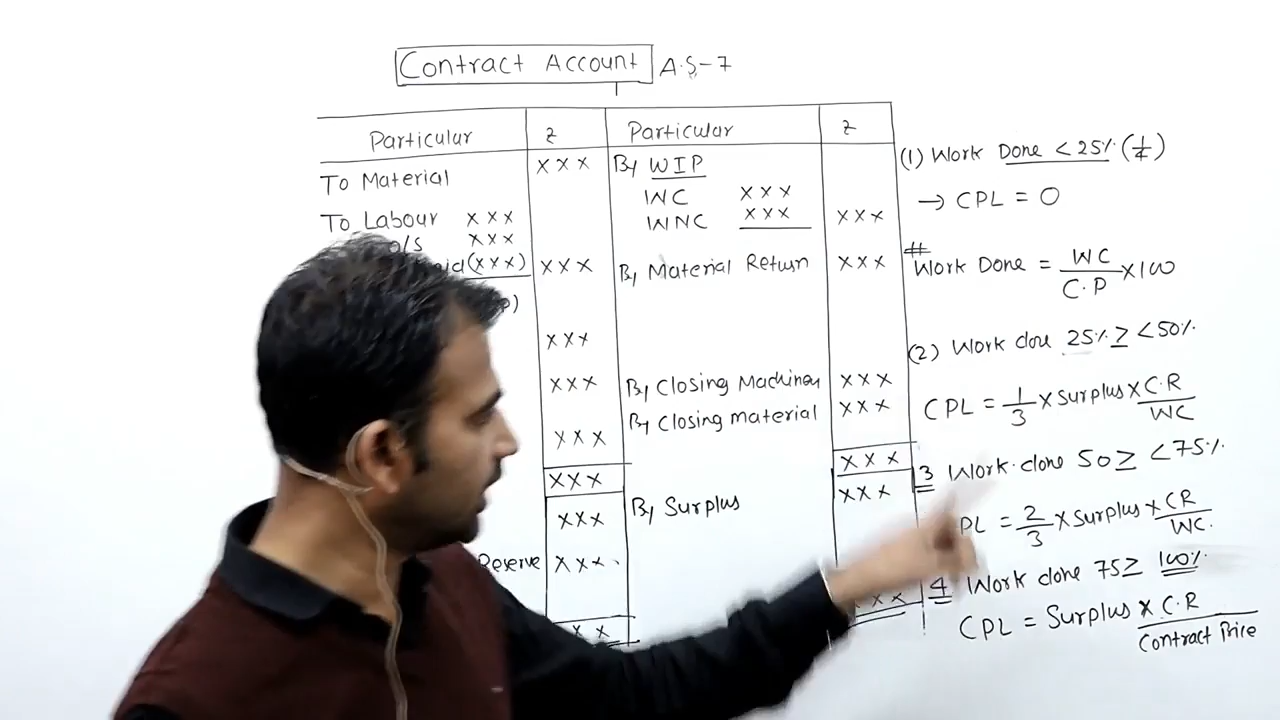 Contract Account A.S-7
Particular ₹ Particular ₹
To Material x x x By WIP
WC x x x
To Labour x x x WNC x x x x x x
o/s x x x
(x x x) x x x By Material Return x x x
x x x
x x x By Closing Machinery x x x
By Closing material x x x
x x x
x x x
x x x
x x x By Surplus x x x
Reserve x x x
x x x x
(1) Work Done < 25% (1/4)
→ CPL = 0
# Work Done = WC/C.P x 100
(2) Work done 25% ≥ < 50%
CPL = 1/3 x Surplus x C.R/WC
3 Work done 50 ≥ < 75%
PL = 2/3 x Surplus x CR/WC.
4 Work done 75 ≥ 100%
CPL = Surplus x C.R/Contract Price